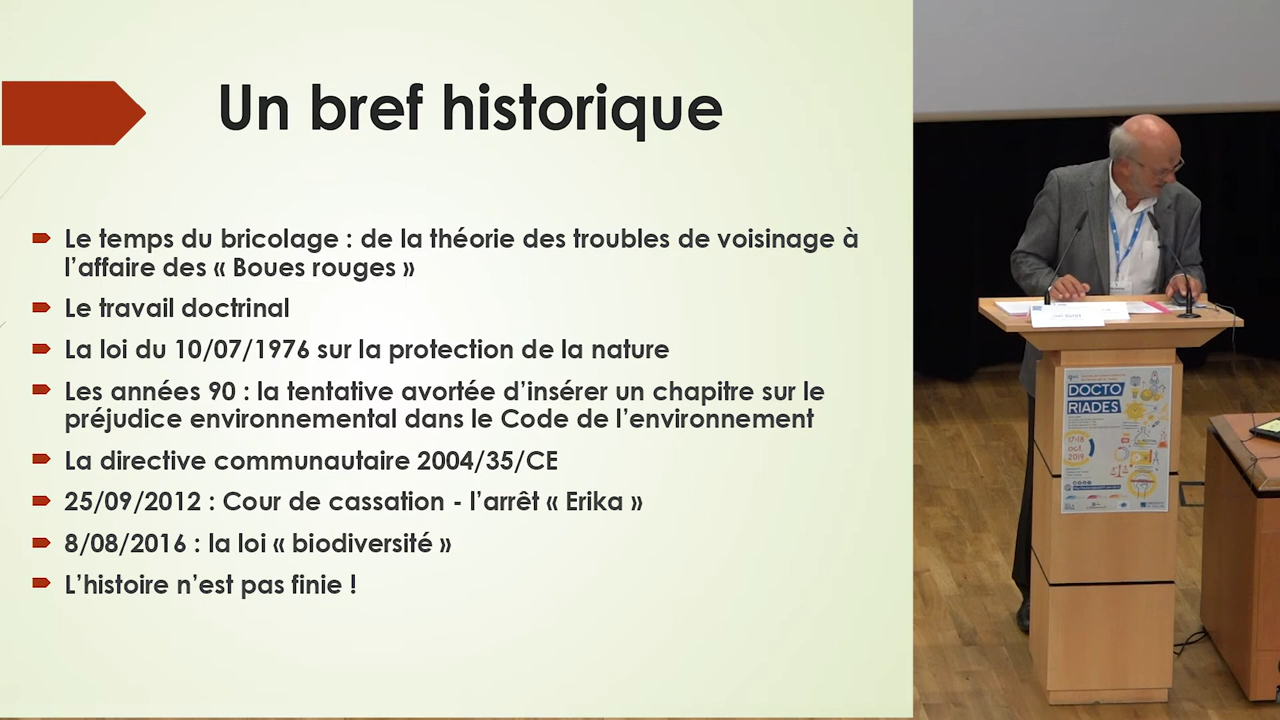 Un bref historique
Le temps du bricolage : de la théorie des troubles de voisinage à
l'affaire des « Boues rouges »
Le travail doctrinal
La loi du 10/07/1976 sur la protection de la nature
Les années 90 : la tentative avortée d'insérer un chapitre sur le
préjudice environnemental dans le Code de l'environnement
La directive communautaire 2004/35/CE
25/09/2012 : Cour de cassation - l'arrêt « Erika »
8/08/2016 : la loi « biodiversité »
L'histoire n'est pas finie !
DOCTO
RIADES
17·18
oct.
2019